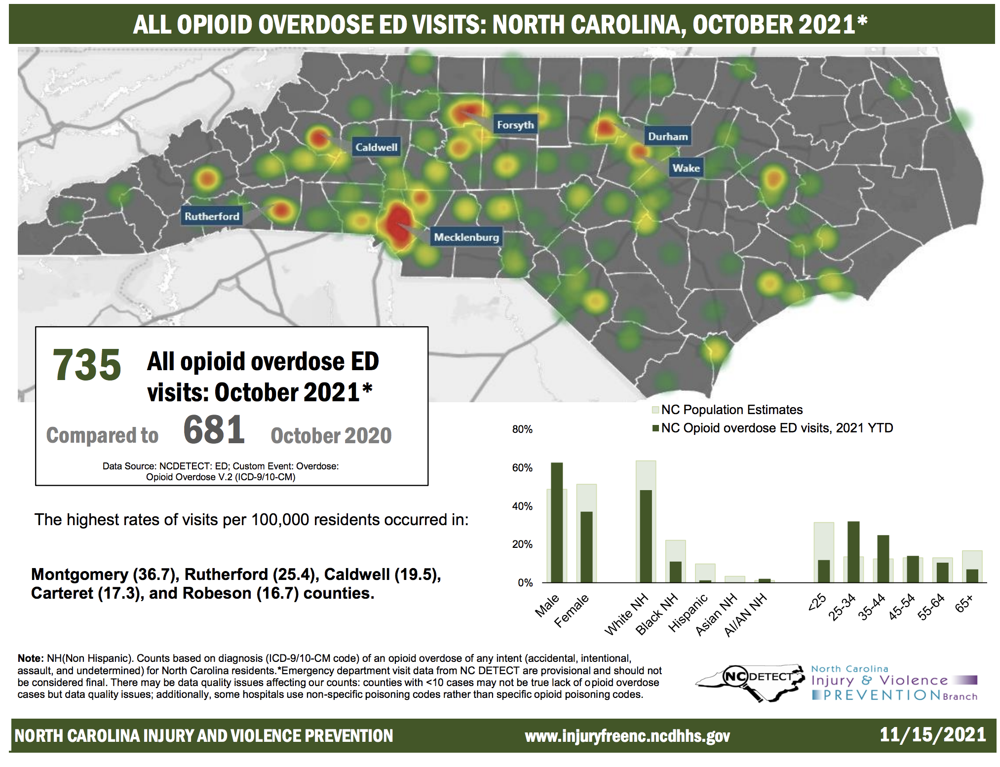 ALL OPIOID OVERDOSE ED VISITS: NORTH CAROLINA, OCTOBER 2021*
Forsyth
Durham
Caldwell
Wake
Rutherford
Mecklenburg
735 All opioid overdose ED
visits: October 2021*
Compared to 681 October 2020
Data Source: NCDETECT: ED; Custom Event: Overdose:
Opioid Overdose V.2 (ICD-9/10-CM)
The highest rates of visits per 100,000 residents occurred in:
Montgomery (36.7), Rutherford (25.4), Caldwell (19.5),
Carteret (17.3), and Robeson (16.7) counties.
NC Population Estimates
NC Opioid overdose ED visits, 2021 YTD
80%
60%
40%
20%
0%
Male
Female
White NH
Black NH
Hispanic
Asian NH
AI/AN NH
<25
25-34
35-44
45-54
55-64
65+
Note: NH(Non Hispanic). Counts based on diagnosis (ICD-9/10-CM code) of an opioid overdose of any intent (accidental, intentional,
assault, and undetermined) for North Carolina residents.*Emergency department visit data from NC DETECT are provisional and should not
be considered final. There may be data quality issues affecting our counts: counties with <10 cases may not be true lack of opioid overdose
cases but data quality issues; additionally, some hospitals use non-specific poisoning codes rather than specific opioid poisoning codes.
NC DETECT
North Carolina
Injury & Violence
PREVENTION Branch
NORTH CAROLINA INJURY AND VIOLENCE PREVENTION
www.injuryfreenc.ncdhhs.gov
11/15/2021